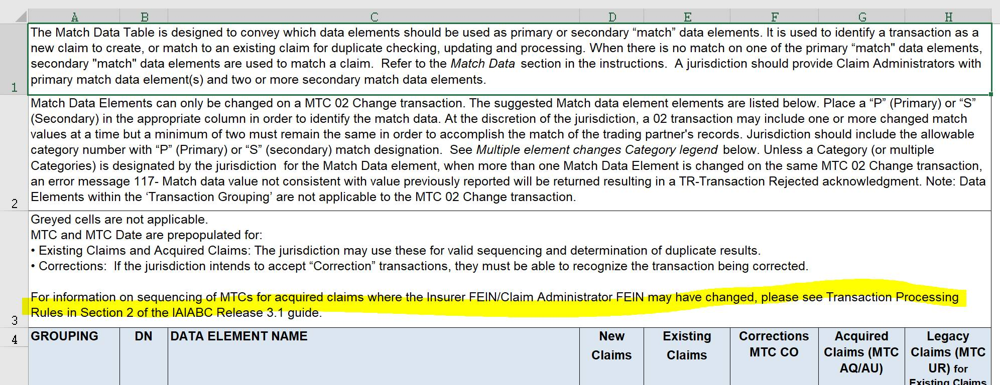 A B C D E F G H
The Match Data Table is designed to convey which data elements should be used as primary or secondary “match” data elements. It is used to identify a transaction as a
new claim to create, or match to an existing claim for duplicate checking, updating and processing. When there is no match on one of the primary “match" data elements,
secondary "match" data elements are used to match a claim.  Refer to the Match Data  section in the instructions.  A jurisdiction should provide Claim Administrators with
primary match data element(s) and two or more secondary match data elements.
1
Match Data Elements can only be changed on a MTC 02 Change transaction. The suggested Match data element elements are listed below. Place a “P” (Primary) or “S”
(Secondary) in the appropriate column in order to identify the match data. At the discretion of the jurisdiction, a 02 transaction may include one or more changed match
values at a time but a minimum of two must remain the same in order to accomplish the match of the trading partner's records. Jurisdiction should include the allowable
category number with “P” (Primary) or “S” (secondary) match designation.  See Multiple element changes Category legend  below. Unless a Category (or multiple
Categories) is designated by the jurisdiction  for the Match Data element, when more than one Match Data Element is changed on the same MTC 02 Change transaction,
an error message 117- Match data value not consistent with value previously reported will be returned resulting in a TR-Transaction Rejected acknowledgment. Note: Data
Elements within the ‘Transaction Grouping’ are not applicable to the MTC 02 Change transaction.
2
Greyed cells are not applicable.
MTC and MTC Date are prepopulated for:
• Existing Claims and Acquired Claims: The jurisdiction may use these for valid sequencing and determination of duplicate results.
• Corrections:  If the jurisdiction intends to accept “Correction” transactions, they must be able to recognize the transaction being corrected.
For information on sequencing of MTCs for acquired claims where the Insurer FEIN/Claim Administrator FEIN may have changed, please see Transaction Processing
Rules in Section 2 of the IAIABC Release 3.1 guide.
3
4
GROUPING
DN
DATA ELEMENT NAME
New
Claims
Existing
Claims
Corrections
MTC CO
Acquired
Claims (MTC
AQ/AU)
Legacy
Claims (MTC
UR) for
Existing Claims